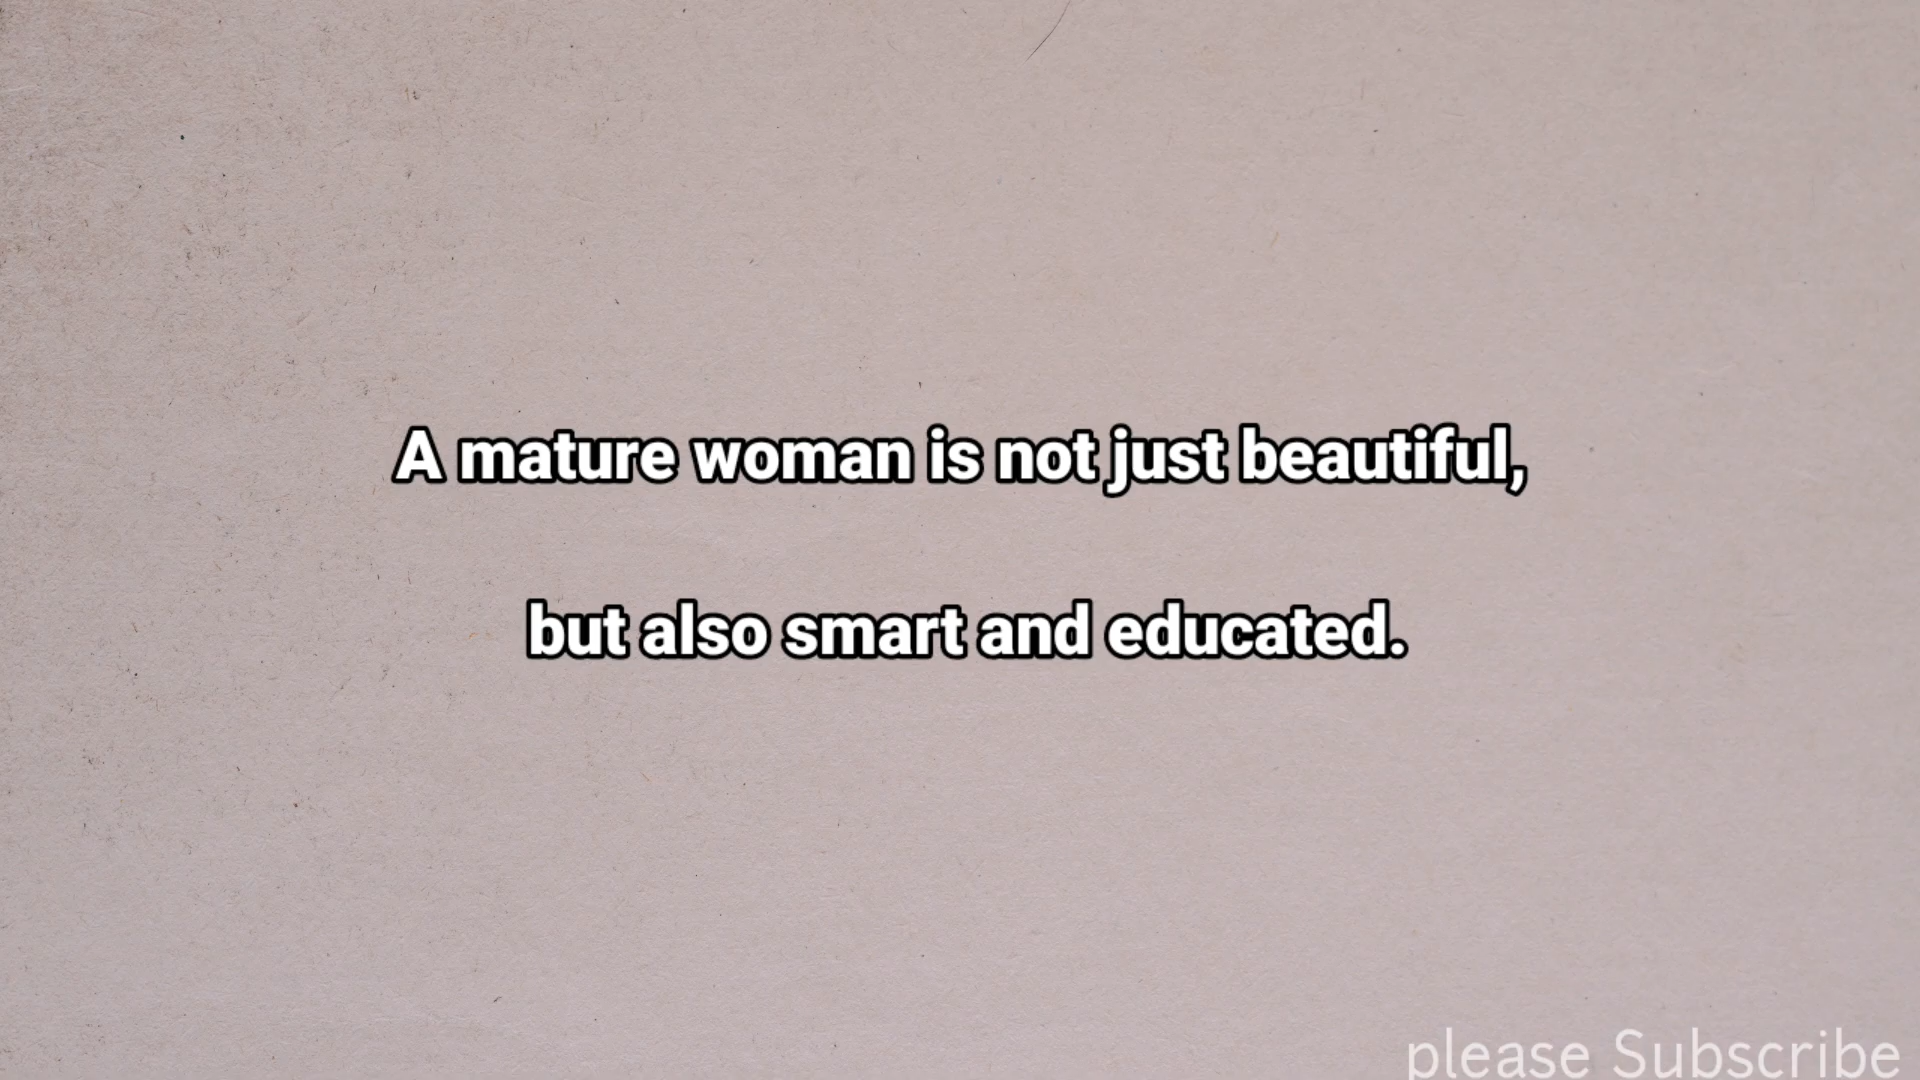 A mature woman is not just beautiful,
but also smart and educated.
please Subscribe